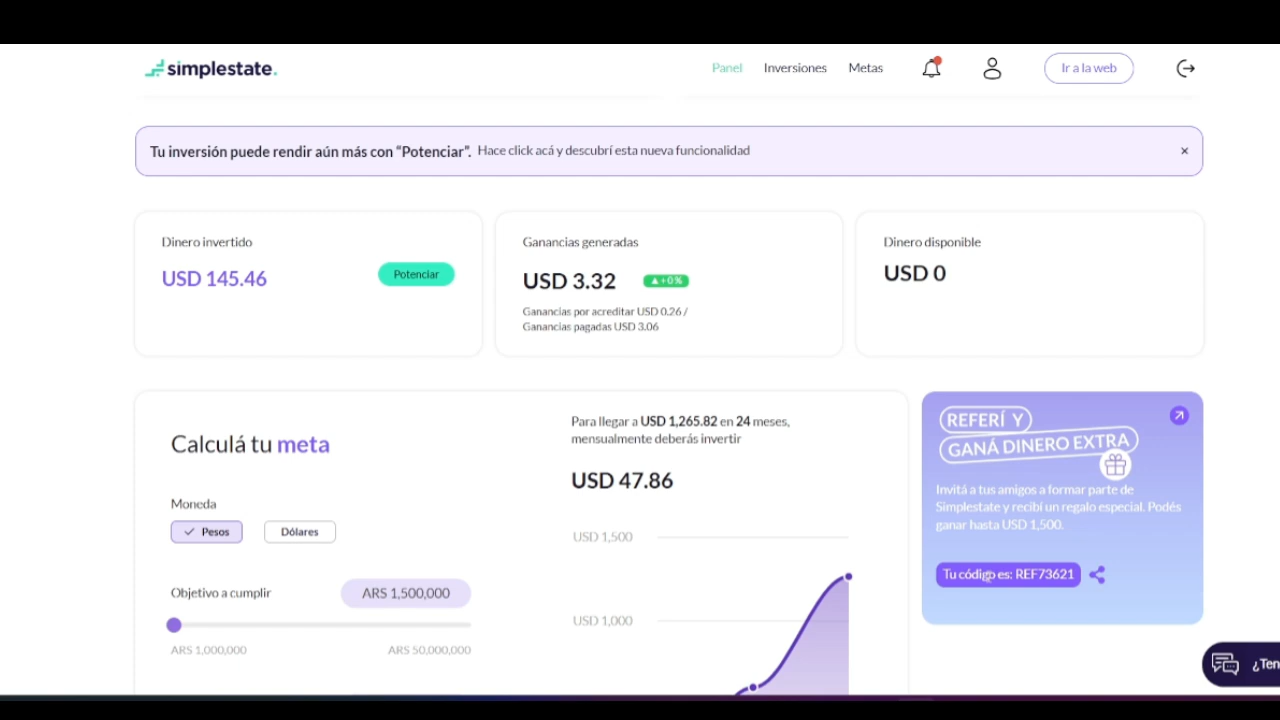 simplestate.
Panel
Inversiones
Metas
Ir a la web
Tu inversión puede rendir aún más con “Potenciar”. Hace click acá y descubrí esta nueva funcionalidad
×
Dinero invertido
USD 145.46
Potenciar
Ganancias generadas
USD 3.32
▲+0%
Ganancias por acreditar USD 0.26 /
Ganancias pagadas USD 3.06
Dinero disponible
USD 0
Calculá tu meta
Moneda
Pesos
Dólares
Objetivo a cumplir
ARS 1,500,000
ARS 1,000,000
ARS 50,000,000
Para llegar a USD 1,265.82 en 24 meses,
mensualmente deberás invertir
USD 47.86
USD 1,500
USD 1,000
REFERÍ Y
GANÁ DINERO EXTRA
Invitá a tus amigos a formar parte de
Simplestate y recibí un regalo especial. Podés
ganar hasta USD 1,500.
Tu código es: REF73621
¿Ten